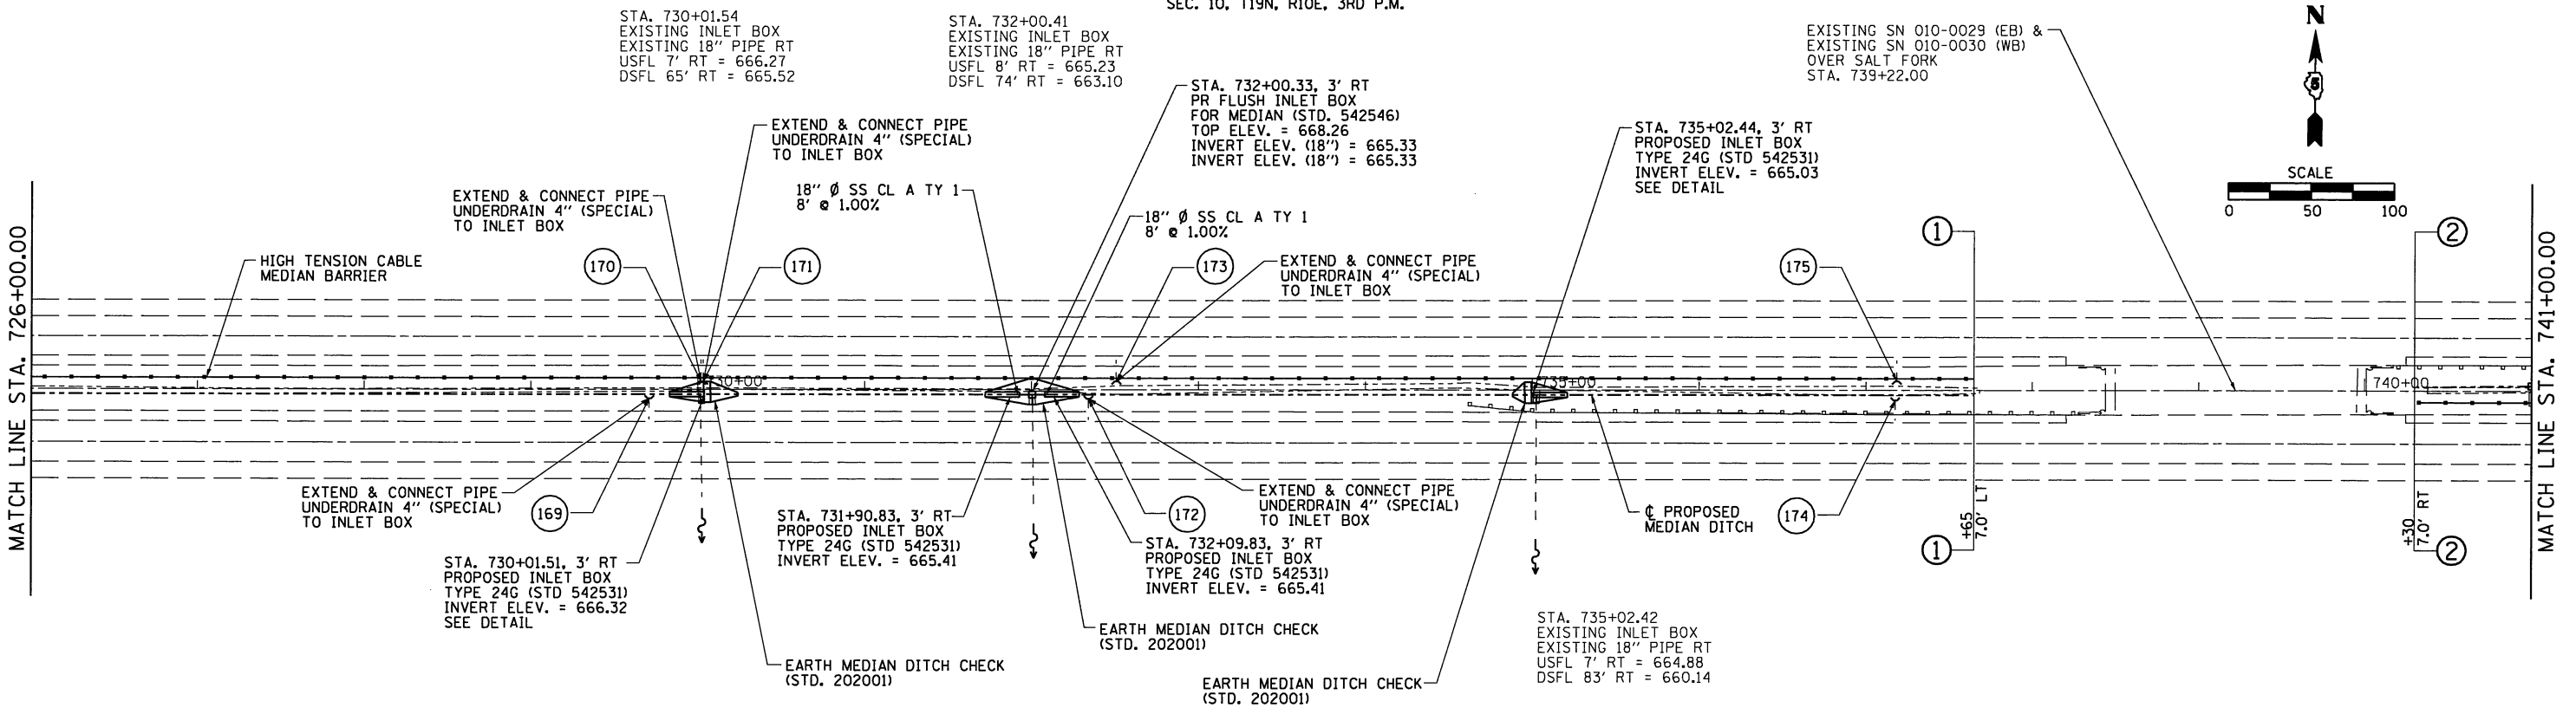 SEC. 10, T19N, R10E, 3RD P.M.
STA. 730+01.54
EXISTING INLET BOX
EXISTING 18" PIPE RT
USFL 7' RT = 666.27
DSFL 65' RT = 665.52
STA. 732+00.41
EXISTING INLET BOX
EXISTING 18" PIPE RT
USFL 8' RT = 665.23
DSFL 74' RT = 663.10
STA. 732+00.33, 3' RT
PR FLUSH INLET BOX
FOR MEDIAN (STD. 542546)
TOP ELEV. = 668.26
INVERT ELEV. (18") = 665.33
INVERT ELEV. (18") = 665.33
EXISTING SN 010-0029 (EB) &
EXISTING SN 010-0030 (WB)
OVER SALT FORK
STA. 739+22.00
N
5
SCALE
0 50 100
EXTEND & CONNECT PIPE
UNDERDRAIN 4" (SPECIAL)
TO INLET BOX
STA. 735+02.44, 3' RT
PROPOSED INLET BOX
TYPE 24G (STD 542531)
INVERT ELEV. = 665.03
SEE DETAIL
EXTEND & CONNECT PIPE
UNDERDRAIN 4" (SPECIAL)
TO INLET BOX
18" Ø SS CL A TY 1
8' @ 1.00%
18" Ø SS CL A TY 1
8' @ 1.00%
HIGH TENSION CABLE
MEDIAN BARRIER
170
171
173
EXTEND & CONNECT PIPE
UNDERDRAIN 4" (SPECIAL)
TO INLET BOX
175
1
2
MATCH LINE STA. 726+00.00
MATCH LINE STA. 741+00.00
730+00
735+00
740+00
EXTEND & CONNECT PIPE
UNDERDRAIN 4" (SPECIAL)
TO INLET BOX
169
STA. 731+90.83, 3' RT
PROPOSED INLET BOX
TYPE 24G (STD 542531)
INVERT ELEV. = 665.41
172
EXTEND & CONNECT PIPE
UNDERDRAIN 4" (SPECIAL)
TO INLET BOX
℄ PROPOSED
MEDIAN DITCH
174
+65
7.0' LT
+30
7.0' RT
1
2
STA. 730+01.51, 3' RT
PROPOSED INLET BOX
TYPE 24G (STD 542531)
INVERT ELEV. = 666.32
SEE DETAIL
STA. 732+09.83, 3' RT
PROPOSED INLET BOX
TYPE 24G (STD 542531)
INVERT ELEV. = 665.41
EARTH MEDIAN DITCH CHECK
(STD. 202001)
EARTH MEDIAN DITCH CHECK
(STD. 202001)
EARTH MEDIAN DITCH CHECK
(STD. 202001)
STA. 735+02.42
EXISTING INLET BOX
EXISTING 18" PIPE RT
USFL 7' RT = 664.88
DSFL 83' RT = 660.14